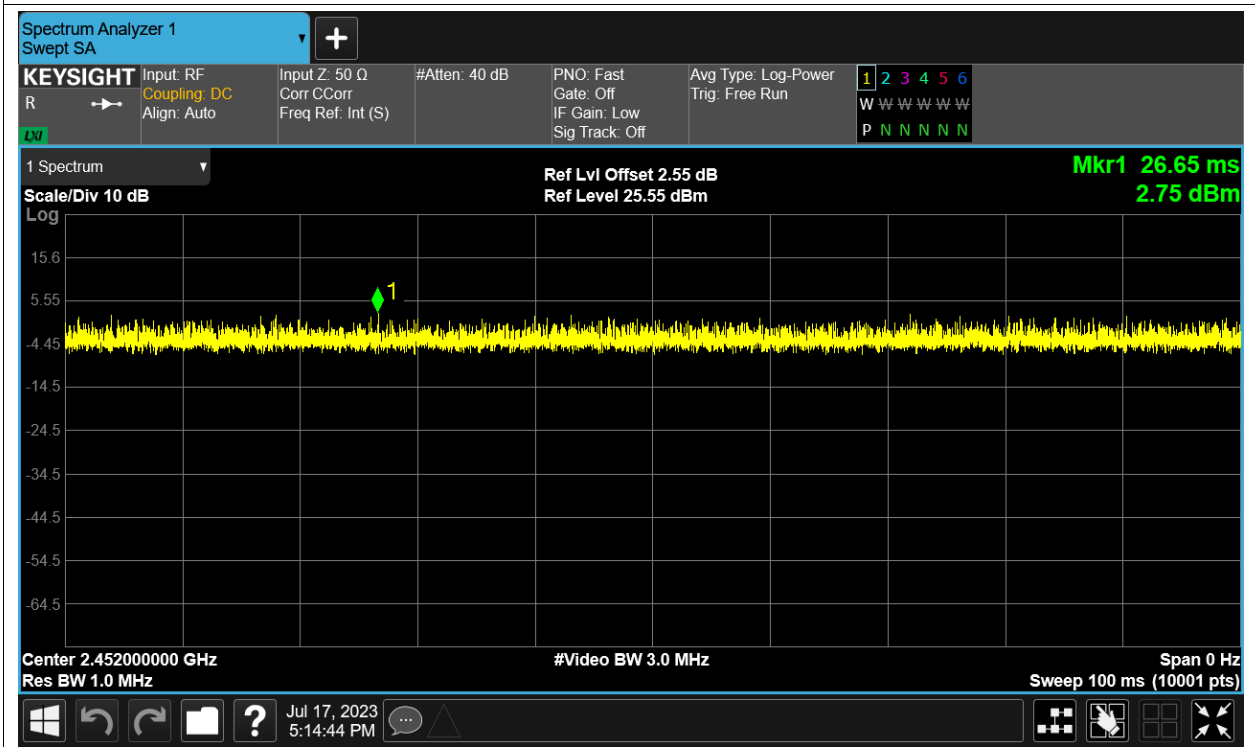 Spectrum Analyzer 1
Swept SA
KEYSIGHT
R
LXI
Input: RF
Coupling: DC
Align: Auto
Input Z: 50 Ω
Corr CCorr
Freq Ref: Int (S)
#Atten: 40 dB
PNO: Fast
Gate: Off
IF Gain: Low
Sig Track: Off
Avg Type: Log-Power
Trig: Free Run
1 2 3 4 5 6
W W W W W W
P N N N N N
1 Spectrum
Scale/Div 10 dB
Log
Ref Lvl Offset 2.55 dB
Ref Level 25.55 dBm
Mkr1 26.65 ms
2.75 dBm
15.6
5.55
1
-4.45
-14.5
-24.5
-34.5
-44.5
-54.5
-64.5
Center 2.452000000 GHz
#Video BW 3.0 MHz
Span 0 Hz
Res BW 1.0 MHz
Sweep 100 ms (10001 pts)
?
Jul 17, 2023
5:14:44 PM